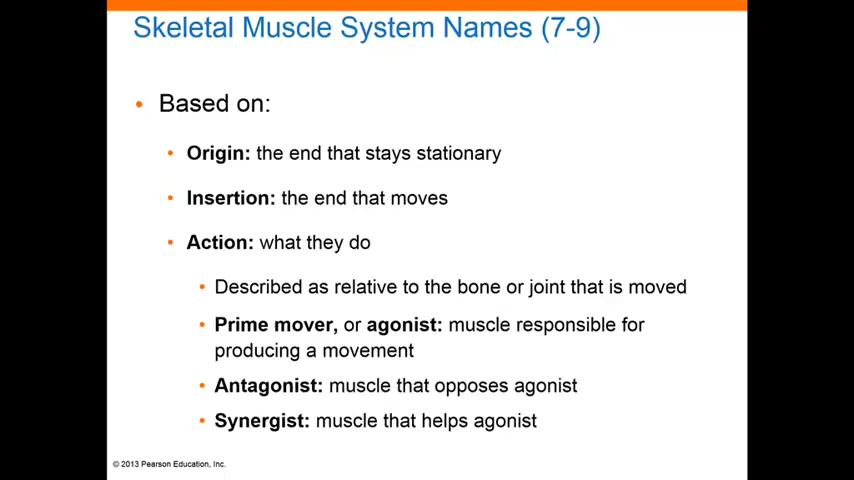 Skeletal Muscle System Names (7-9)
• Based on:
• Origin: the end that stays stationary
• Insertion: the end that moves
• Action: what they do
• Described as relative to the bone or joint that is moved
• Prime mover, or agonist: muscle responsible for
producing a movement
• Antagonist: muscle that opposes agonist
• Synergist: muscle that helps agonist
© 2013 Pearson Education, Inc.